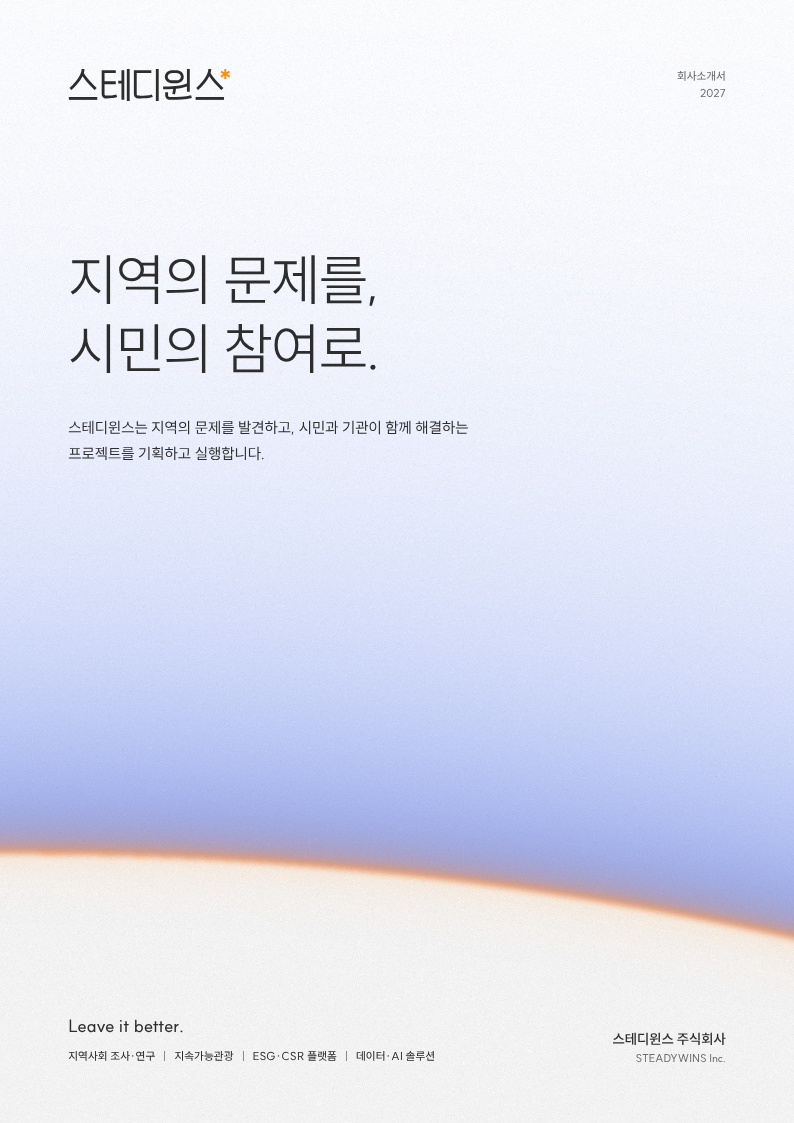 스테디윈스*
회사소개서
2027
지역의 문제를,
시민의 참여로.
스테디윈스는 지역의 문제를 발견하고, 시민과 기관이 함께 해결하는
프로젝트를 기획하고 실행합니다.
Leave it better.
지역사회 조사·연구 | 지속가능관광 | ESG·CSR 플랫폼 | 데이터·AI 솔루션
스테디윈스 주식회사
STEADYWINS Inc.